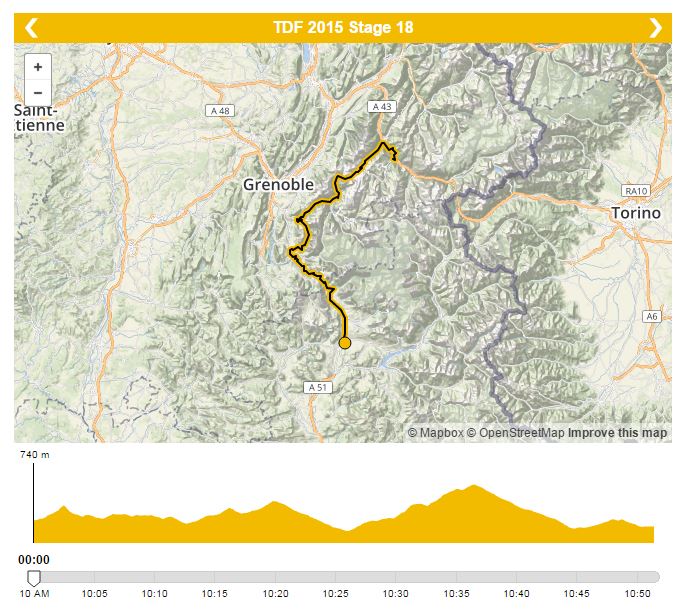 TDF 2015 Stage 18
+
−
A 43
A 48
Saint-
tienne
Grenoble
RA10
Torino
A6
A 51
© Mapbox © OpenStreetMap Improve this map
740 m
00:00
10 AM 10:05 10:10 10:15 10:20 10:25 10:30 10:35 10:40 10:45 10:50